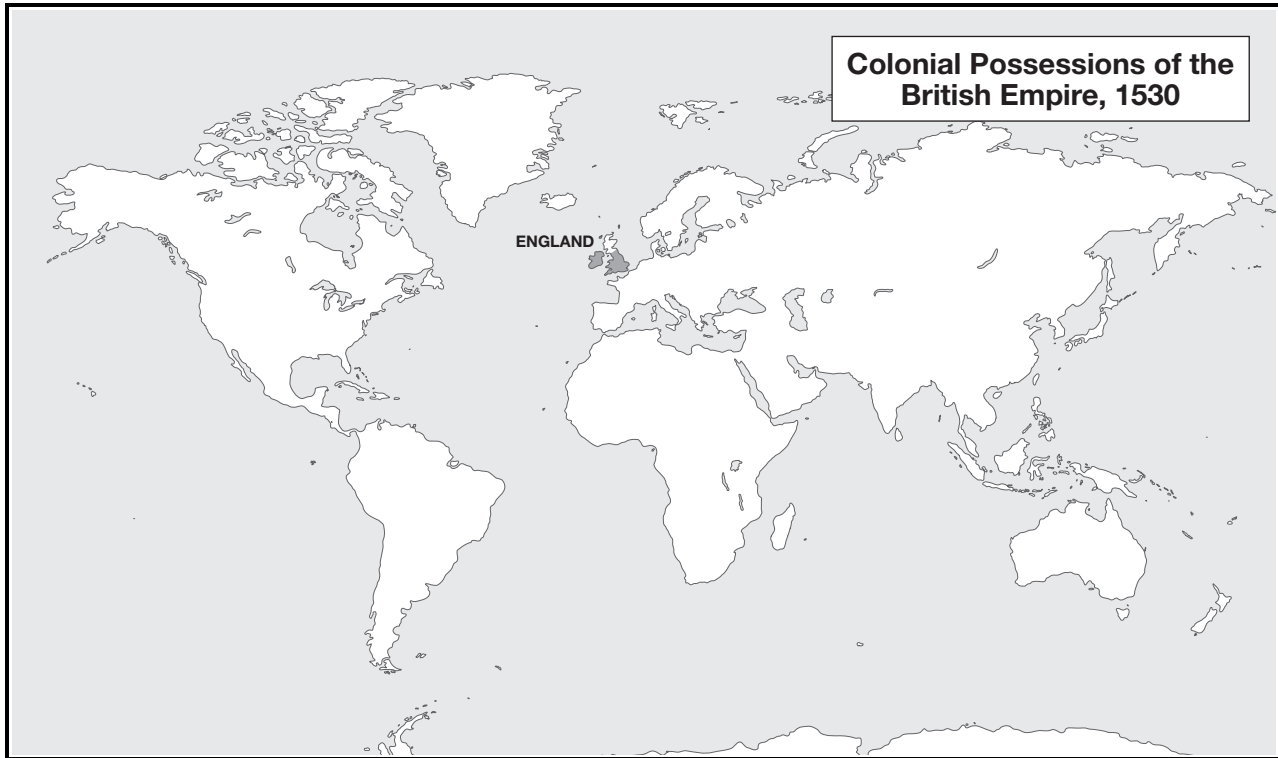 Colonial Possessions of the
British Empire, 1530
ENGLAND